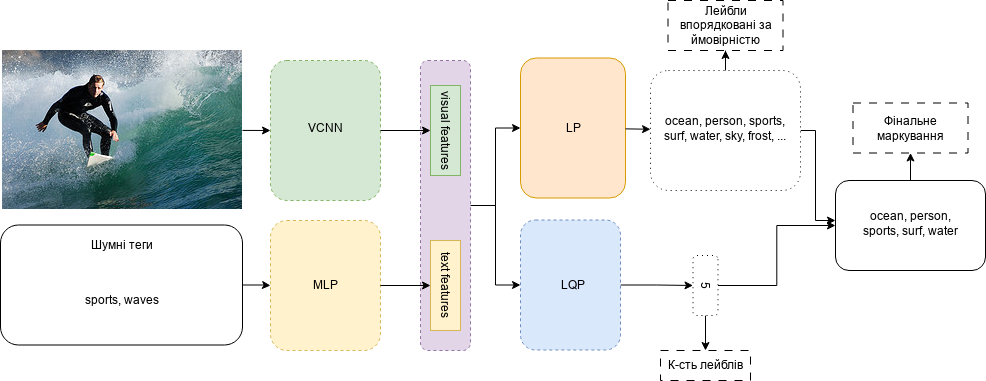 Лейбли
впорядковані за
ймовірністю
VCNN
visual features
LP
ocean, person, sports,
surf, water, sky, frost, ...
Фінальне
маркування
ocean, person,
sports, surf, water
Шумні теги
sports, waves
MLP
text features
LQP
5
К-сть лейблів